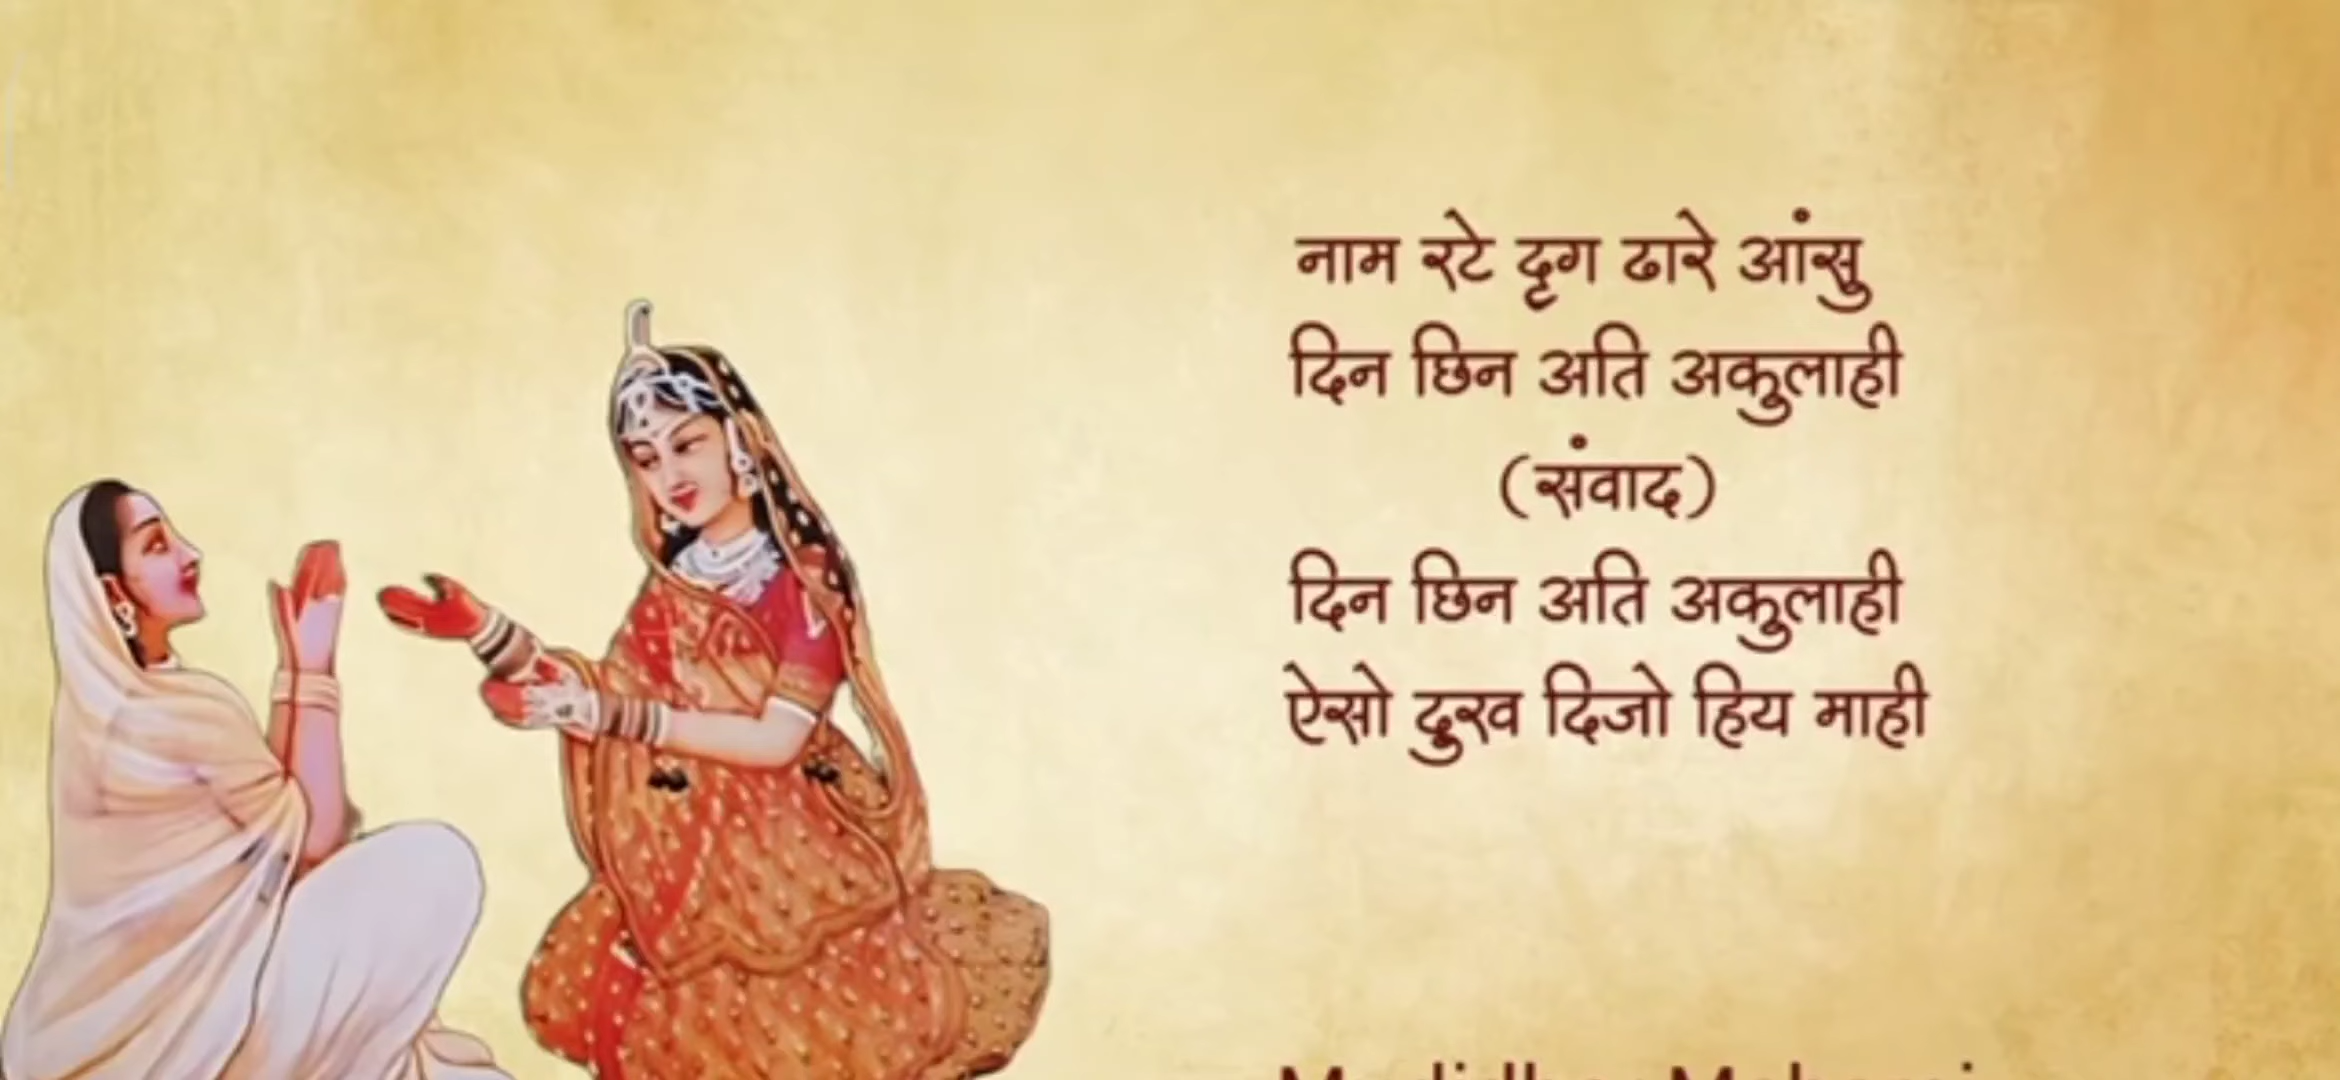 नाम रटे दृग ढारे आंसु
दिन छिन अति अकुलाही
(संवाद)
दिन छिन अति अकुलाही
ऐसो दुख दिजो हिय माही